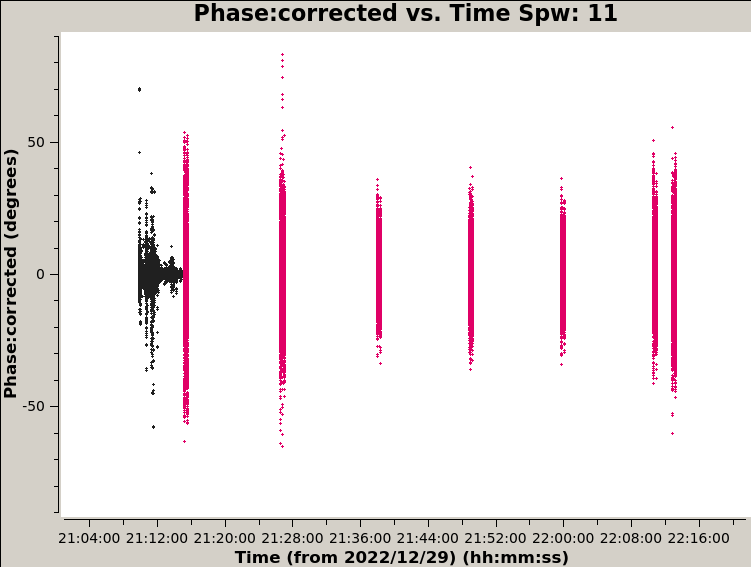 Phase:corrected vs. Time Spw: 11
Phase:corrected (degrees)
50
0
-50
21:04:00 21:12:00 21:20:00 21:28:00 21:36:00 21:44:00 21:52:00 22:00:00 22:08:00 22:16:00
Time (from 2022/12/29) (hh:mm:ss)